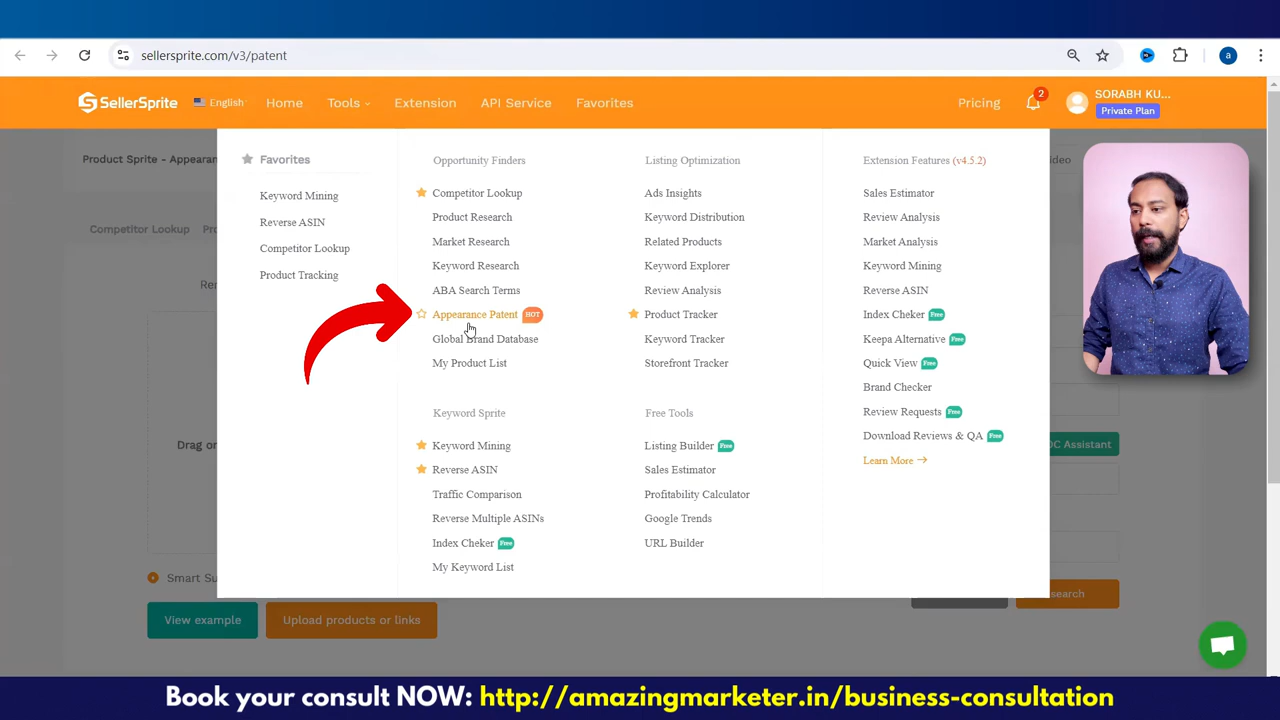 sellersprite.com/v3/patent
a
SellerSprite
English
Home
Tools
Extension
API Service
Favorites
Pricing
2
SORABH KU...
Private Plan
Product Sprite - Appeara
Competitor Lookup
Favorites
Keyword Mining
Reverse ASIN
Competitor Lookup
Product Tracking
Opportunity Finders
Competitor Lookup
Product Research
Market Research
Keyword Research
ABA Search Terms
Appearance Patent HOT
Global Brand Database
My Product List
Keyword Sprite
Keyword Mining
Reverse ASIN
Traffic Comparison
Reverse Multiple ASINs
Index Cheker Free
My Keyword List
Listing Optimization
Ads Insights
Keyword Distribution
Related Products
Keyword Explorer
Review Analysis
Product Tracker
Keyword Tracker
Storefront Tracker
Free Tools
Listing Builder Free
Sales Estimator
Profitability Calculator
Google Trends
URL Builder
Extension Features (v4.5.2)
Sales Estimator
Review Analysis
Market Analysis
Keyword Mining
Reverse ASIN
Index Cheker Free
Keepa Alternative Free
Quick View Free
Brand Checker
Review Requests Free
Download Reviews & QA Free
Learn More
Drag or
OC Assistant
Smart Su
search
View example
Upload products or links
Book your consult NOW: http://amazingmarketer.in/business-consultation